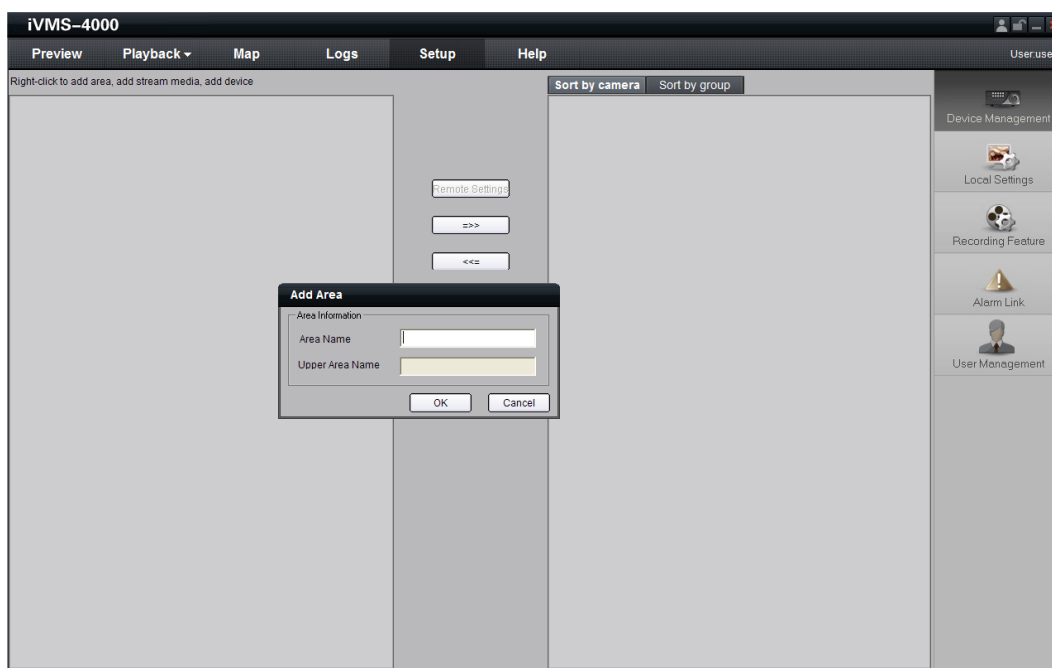 iVMS-4000
Preview Playback Map Logs Setup Help User:use
Right-click to add area, add stream media, add device
Sort by camera Sort by group
Device Management
Remote Settings
Local Settings
=>>
Recording Feature
<<=
Add Area
Area Information
Area Name
Upper Area Name
OK Cancel
Alarm Link
User Management